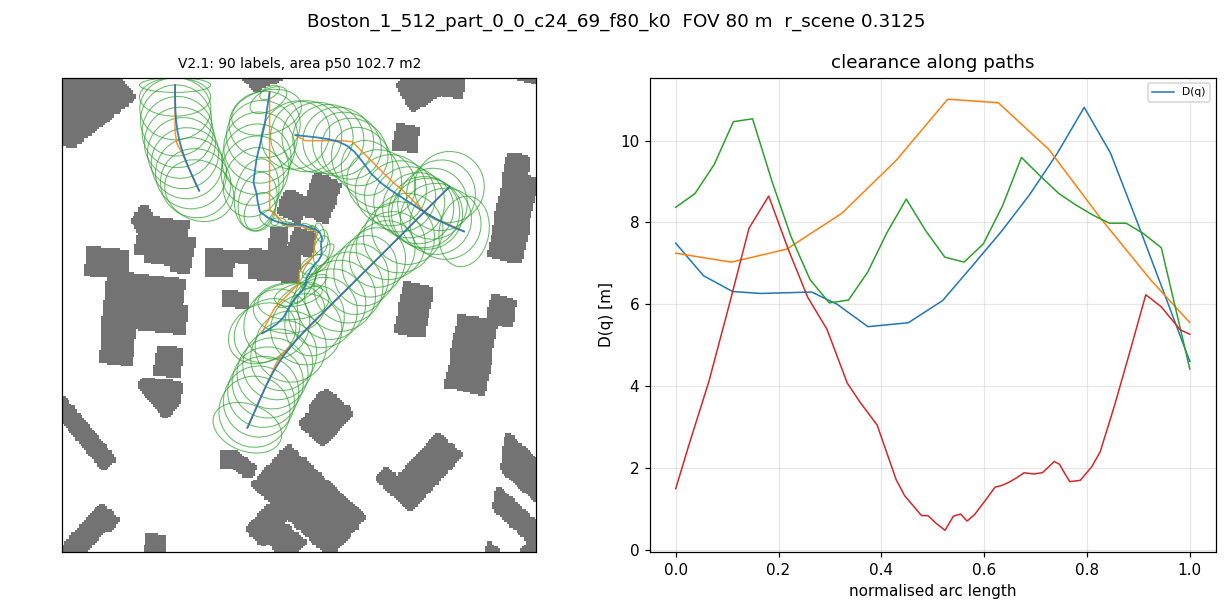 Boston_1_512_part_0_0_c24_69_f80_k0  FOV 80 m  r_scene 0.3125
V2.1: 90 labels, area p50 102.7 m2
clearance along paths
D(q)
D(q) [m]
10
8
6
4
2
0
0.0 0.2 0.4 0.6 0.8 1.0
normalised arc length